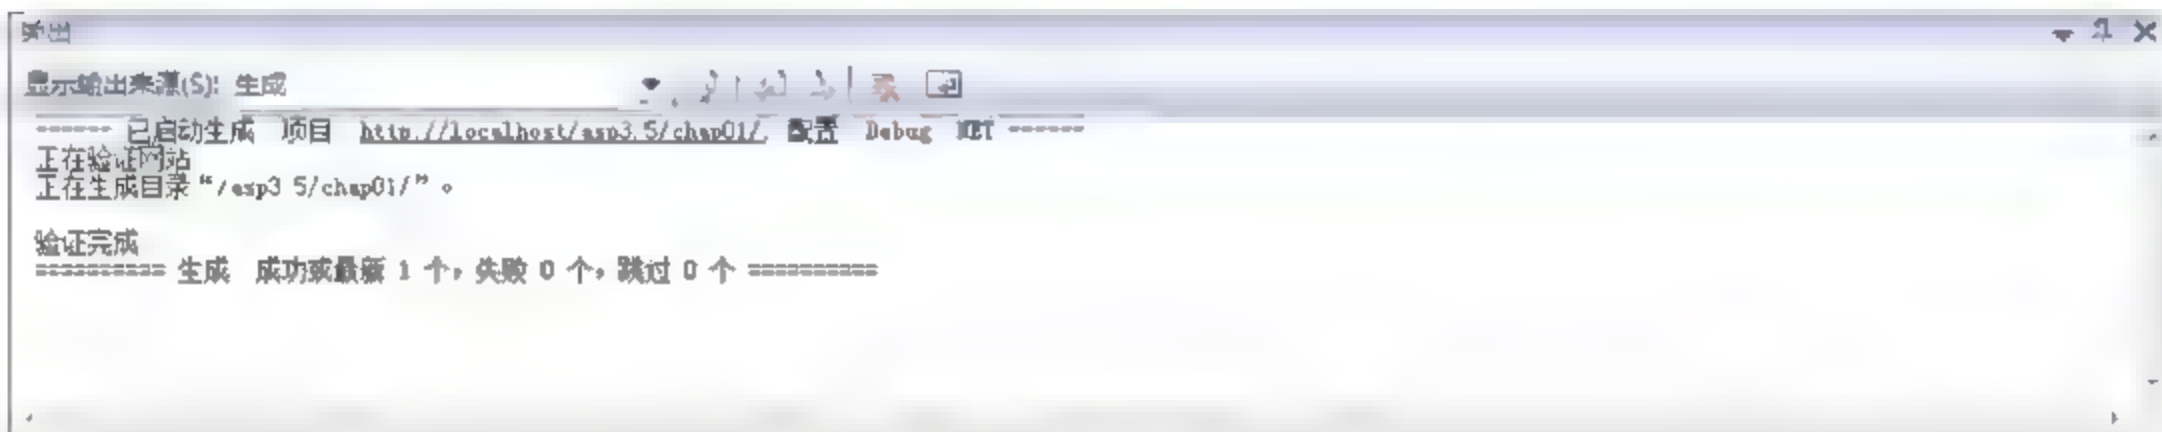 输出
显示输出来源(S): 生成
------ 已启动生成 项目 http://localhost/asp3.5/chap01/, 配置 Debug .NET ------
正在验证网站
正在生成目录“/asp3.5/chap01/”。
验证完成
========== 生成 成功或最新 1 个，失败 0 个，跳过 0 个 ==========